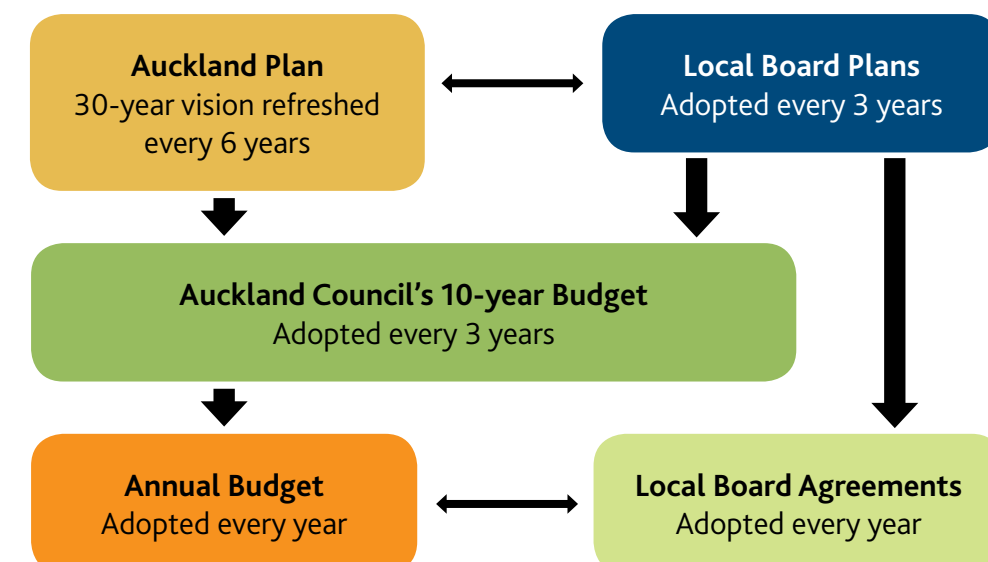 Auckland Plan
30-year vision refreshed
every 6 years
Local Board Plans
Adopted every 3 years
Auckland Council’s 10-year Budget
Adopted every 3 years
Annual Budget
Adopted every year
Local Board Agreements
Adopted every year